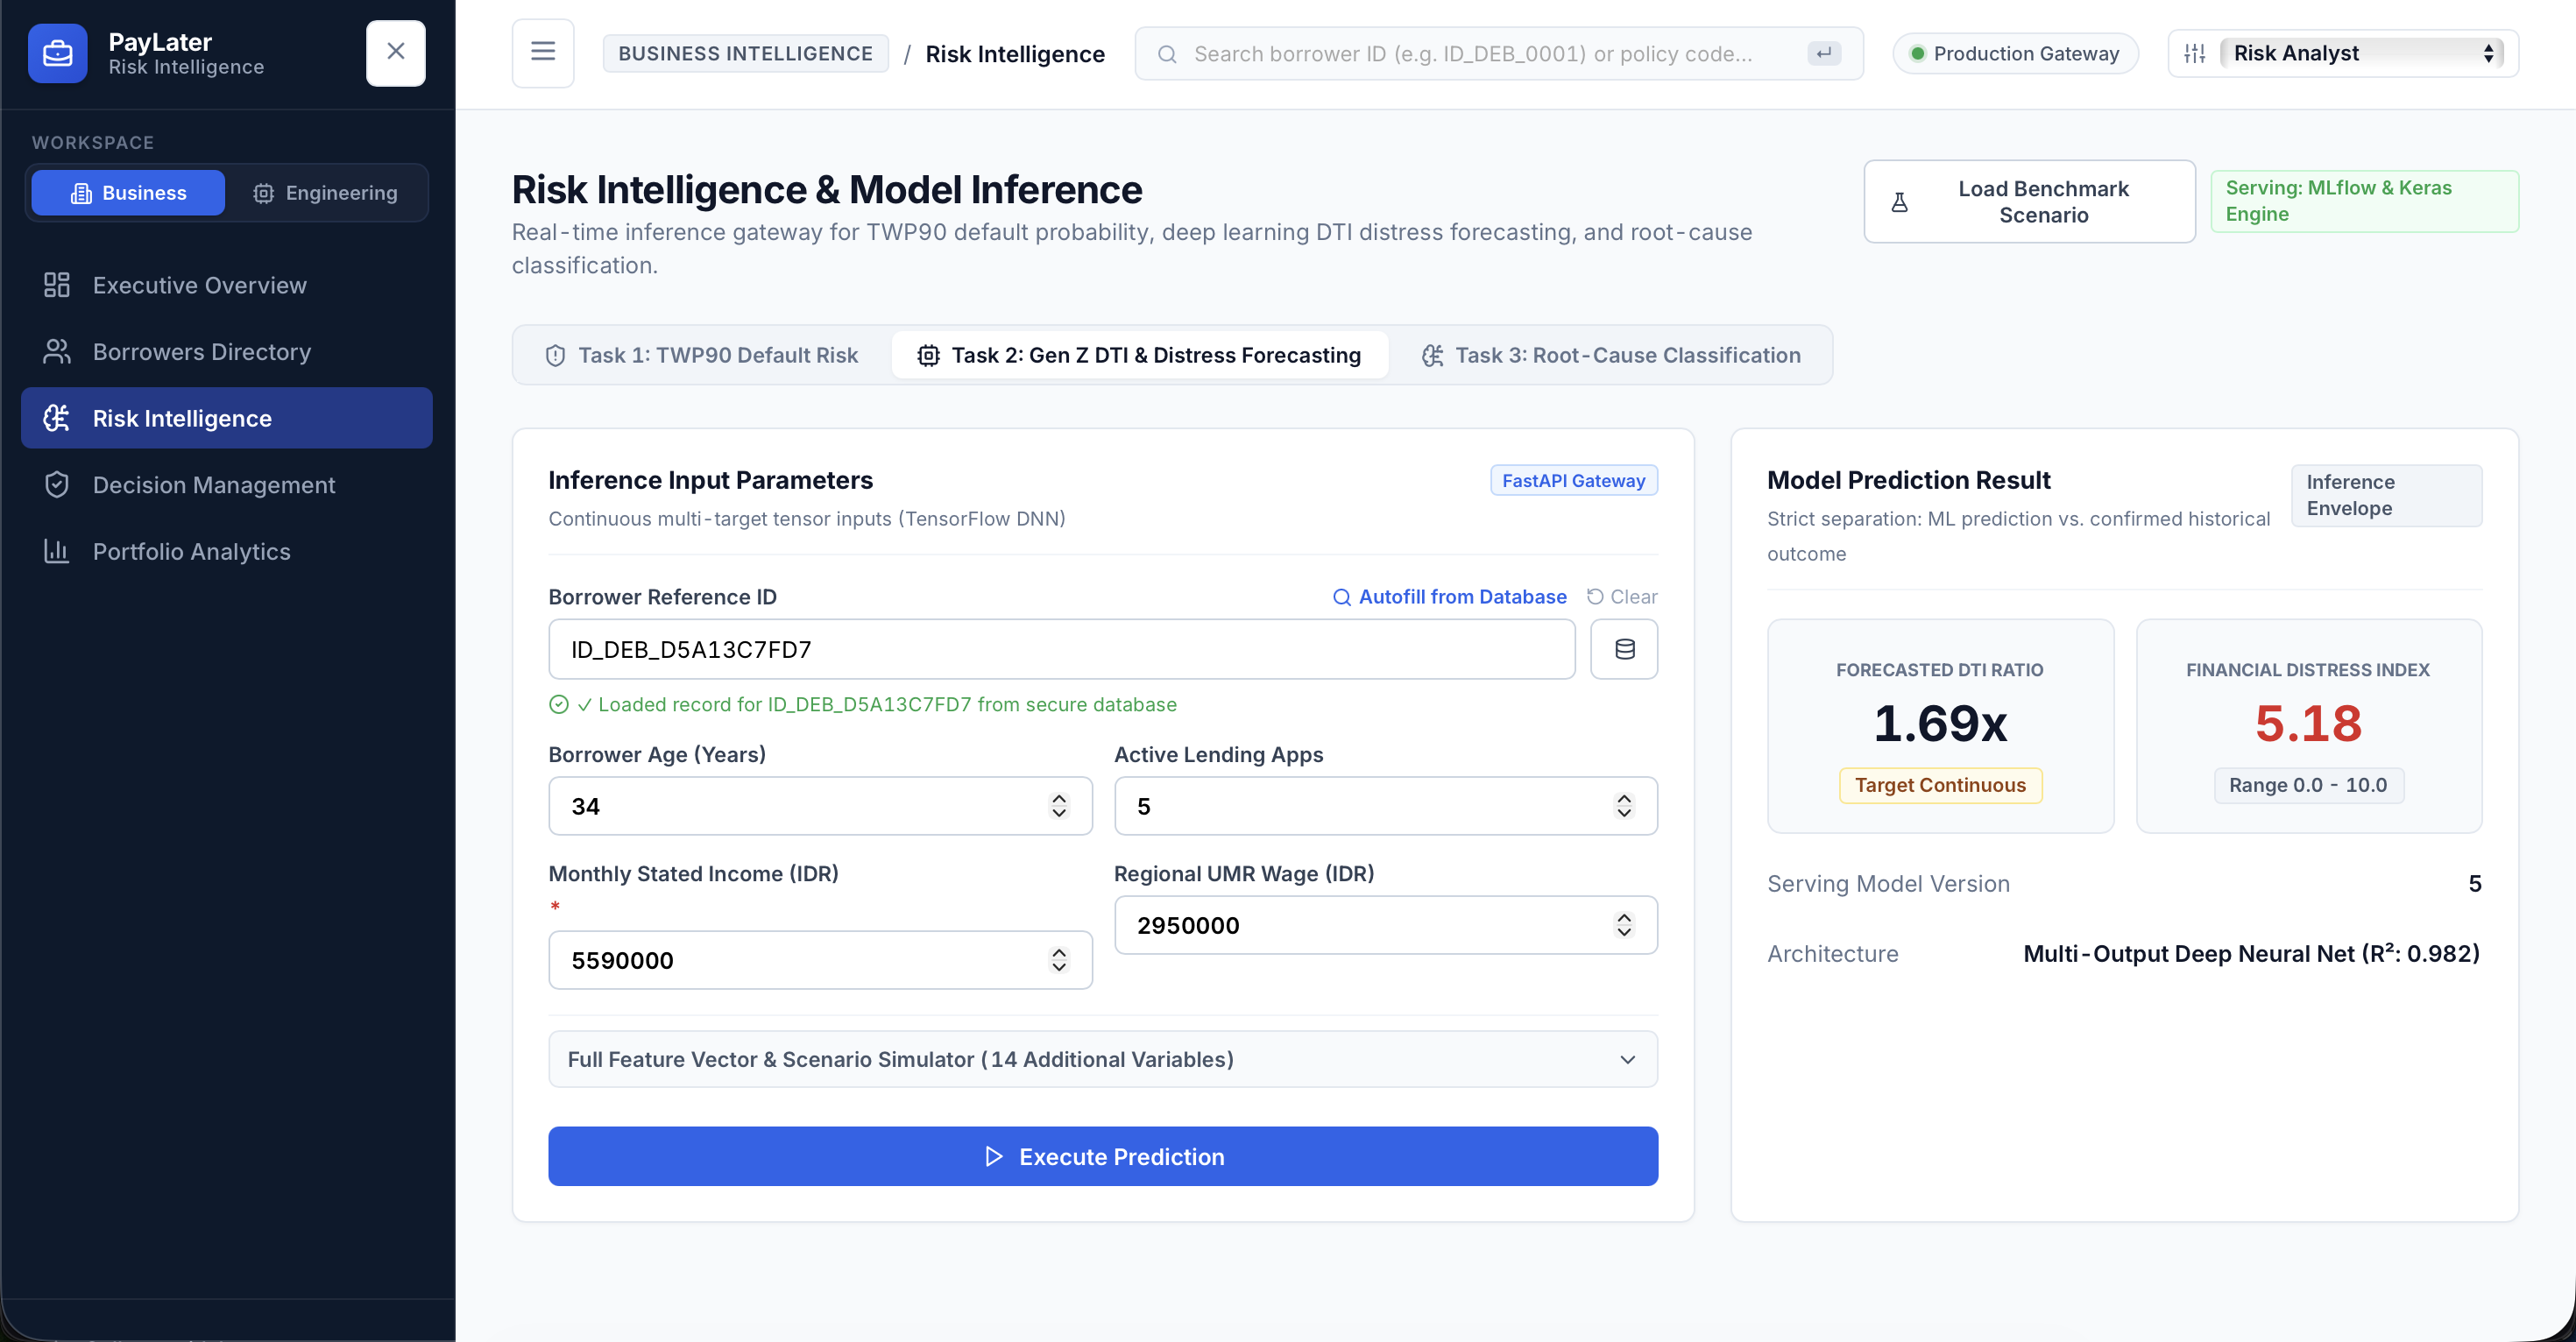 PayLater
Risk Intelligence
WORKSPACE
Business
Engineering
Executive Overview
Borrowers Directory
Risk Intelligence
Decision Management
Portfolio Analytics
BUSINESS INTELLIGENCE / Risk Intelligence
Search borrower ID (e.g. ID_DEB_0001) or policy code...
Production Gateway
Risk Analyst
Risk Intelligence & Model Inference
Real-time inference gateway for TWP90 default probability, deep learning DTI distress forecasting, and root-cause
classification.
Load Benchmark
Scenario
Serving: MLflow & Keras
Engine
Task 1: TWP90 Default Risk
Task 2: Gen Z DTI & Distress Forecasting
Task 3: Root-Cause Classification
Inference Input Parameters
FastAPI Gateway
Continuous multi-target tensor inputs (TensorFlow DNN)
Borrower Reference ID
Autofill from Database
Clear
ID_DEB_D5A13C7FD7
✓ Loaded record for ID_DEB_D5A13C7FD7 from secure database
Borrower Age (Years)
34
Active Lending Apps
5
Monthly Stated Income (IDR)
*
5590000
Regional UMR Wage (IDR)
2950000
Full Feature Vector & Scenario Simulator (14 Additional Variables)
Execute Prediction
Model Prediction Result
Inference
Envelope
Strict separation: ML prediction vs. confirmed historical
outcome
FORECASTED DTI RATIO
1.69x
Target Continuous
FINANCIAL DISTRESS INDEX
5.18
Range 0.0 - 10.0
Serving Model Version 5
Architecture Multi-Output Deep Neural Net (R²: 0.982)